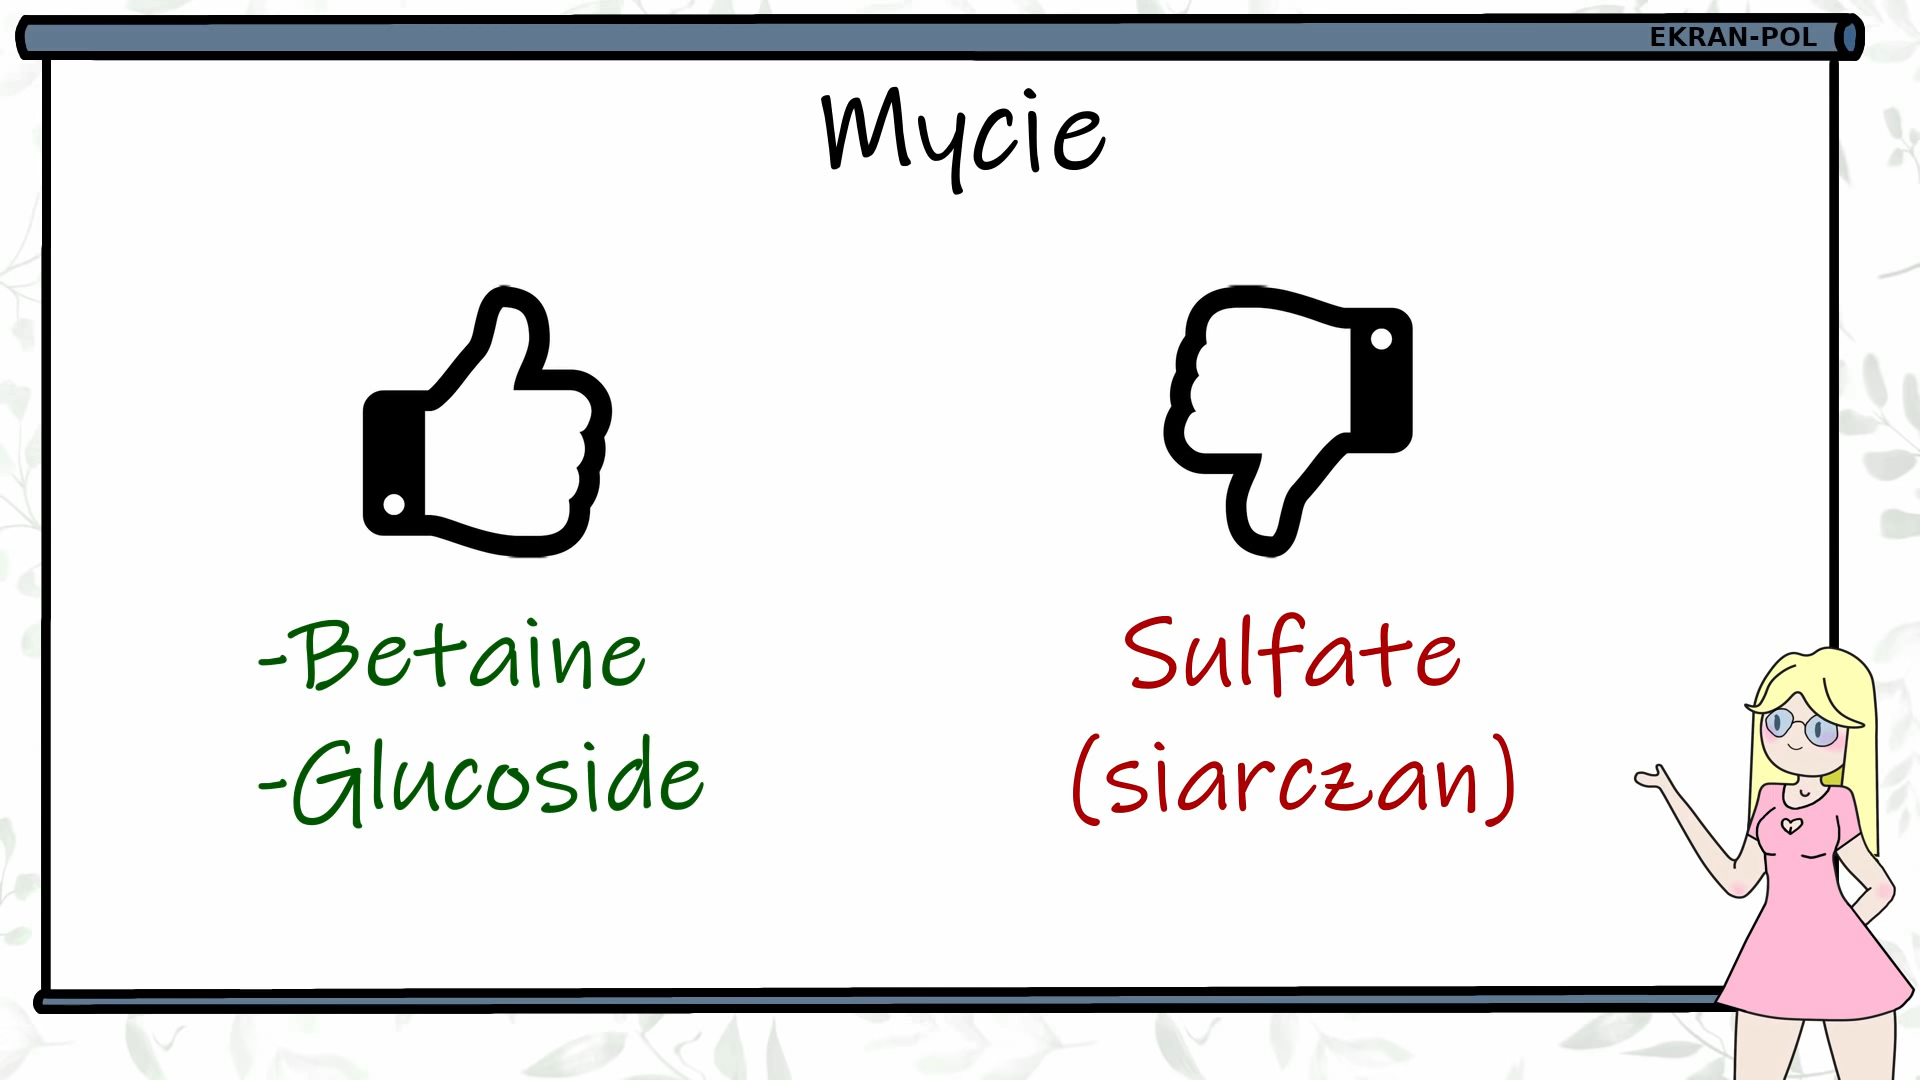 EKRAN-POL
Mycie
-Betaine
-Glucoside
Sulfate
(siarczan)